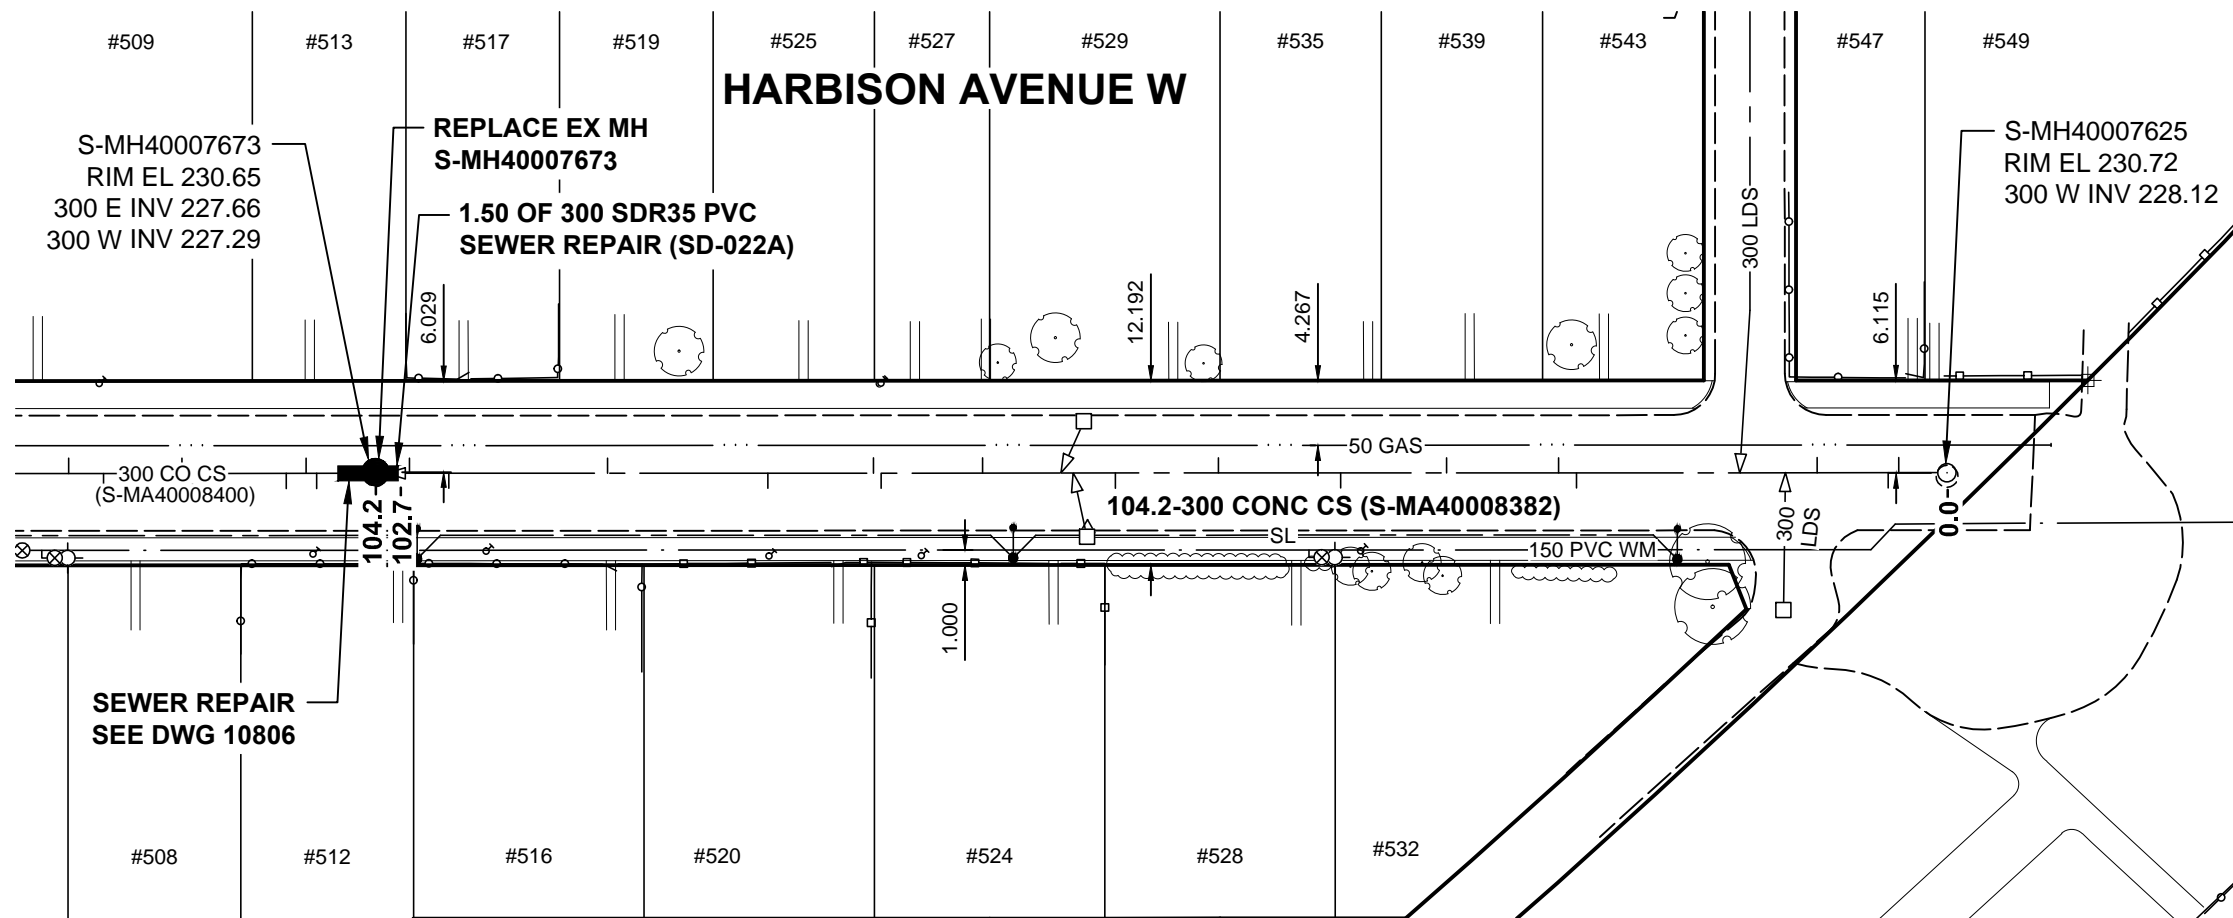 #509
#513
#517
#519
#525
#527
#529
#535
#539
#543
#547
#549
HARBISON AVENUE W
S-MH40007673
RIM EL 230.65
300 E INV 227.66
300 W INV 227.29
REPLACE EX MH
S-MH40007673
1.50 OF 300 SDR35 PVC
SEWER REPAIR (SD-022A)
S-MH40007625
RIM EL 230.72
300 W INV 228.12
300 LDS
6.029
12.192
4.267
6.115
50 GAS
300 CO CS
(S-MA40008400)
104.2
102.7
104.2-300 CONC CS (S-MA40008382)
SL
150 PVC WM
300
LDS
0.0
1.000
SEWER REPAIR
SEE DWG 10806
#508
#512
#516
#520
#524
#528
#532